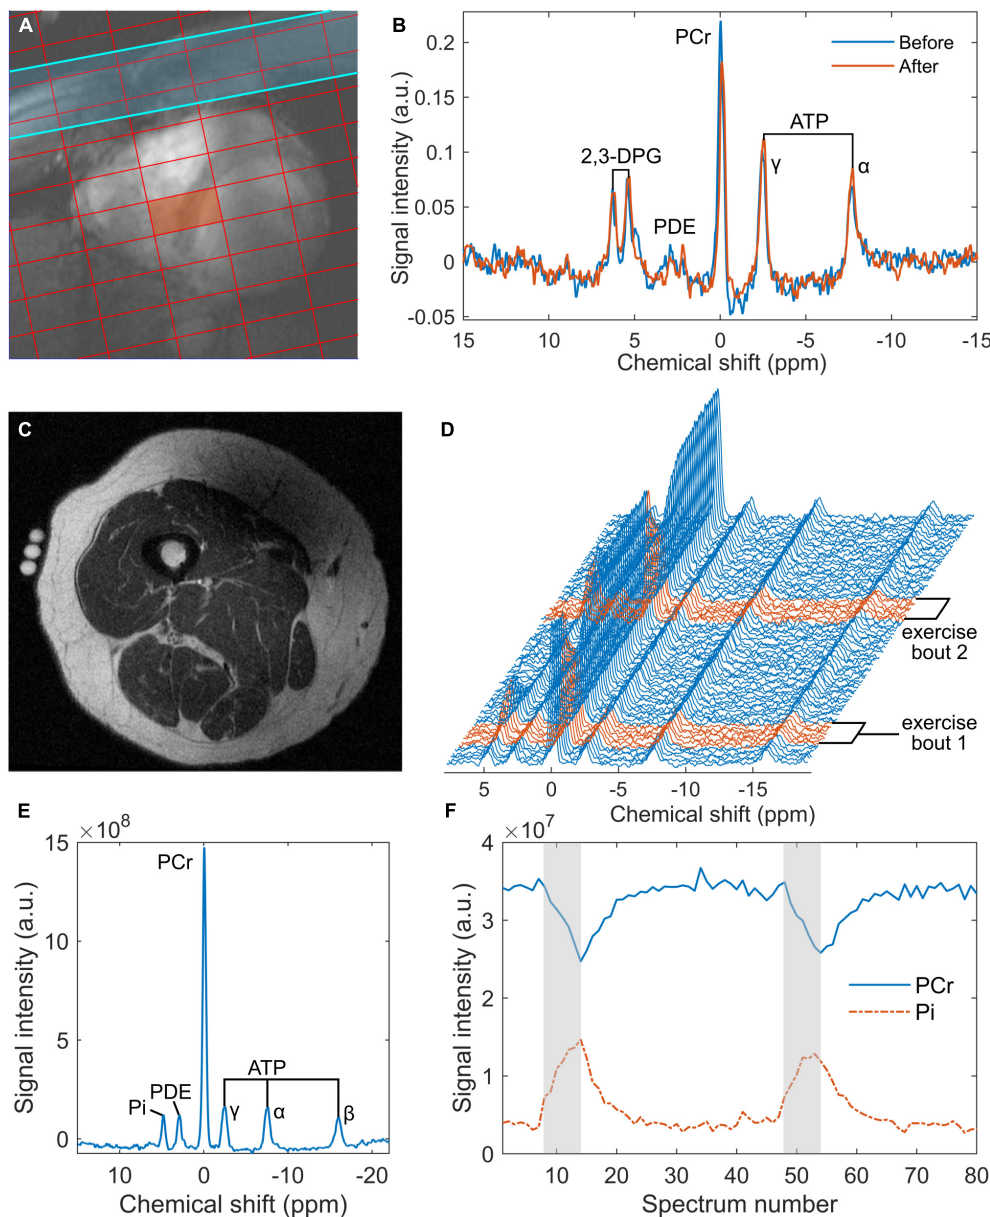 A
B
PCr
Before
After
ATP
2,3-DPG
γ
α
PDE
0.2
0.15
0.1
0.05
0
-0.05
Signal intensity (a.u.)
15 10 5 0 -5 -10 -15
Chemical shift (ppm)
C
D
exercise
bout 2
exercise
bout 1
5 0 -5 -10 -15
Chemical shift (ppm)
E
×10⁸
15
10
5
0
Signal intensity (a.u.)
PCr
Pi
PDE
ATP
γ
α
β
10 0 -10 -20
Chemical shift (ppm)
F
×10⁷
4
3
2
1
0
Signal intensity (a.u.)
PCr
Pi
10 20 30 40 50 60 70 80
Spectrum number